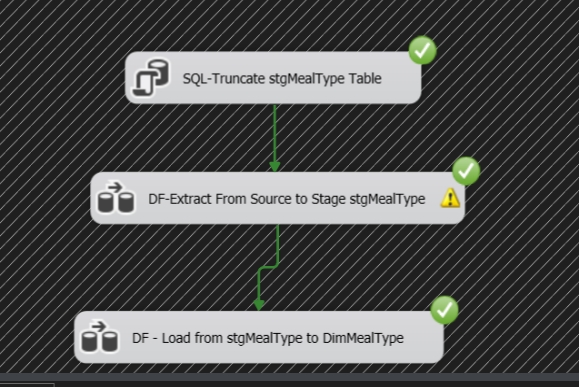 SQL-Truncate stgMealType Table
DF-Extract From Source to Stage stgMealType
DF - Load from stgMealType to DimMealType